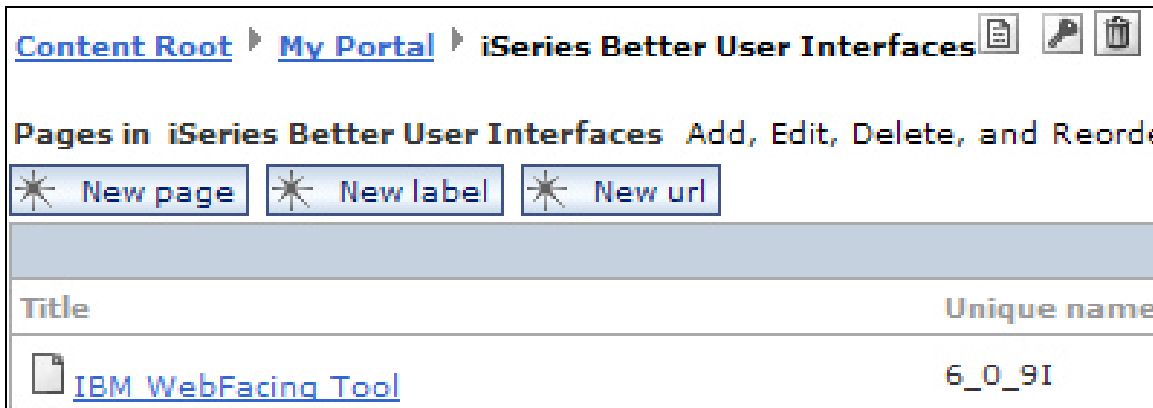 Content Root My Portal iSeries Better User Interfaces
Pages in iSeries Better User Interfaces Add, Edit, Delete, and Reorde
New page New label New url
Title Unique name
IBM WebFacing Tool 6_0_9I